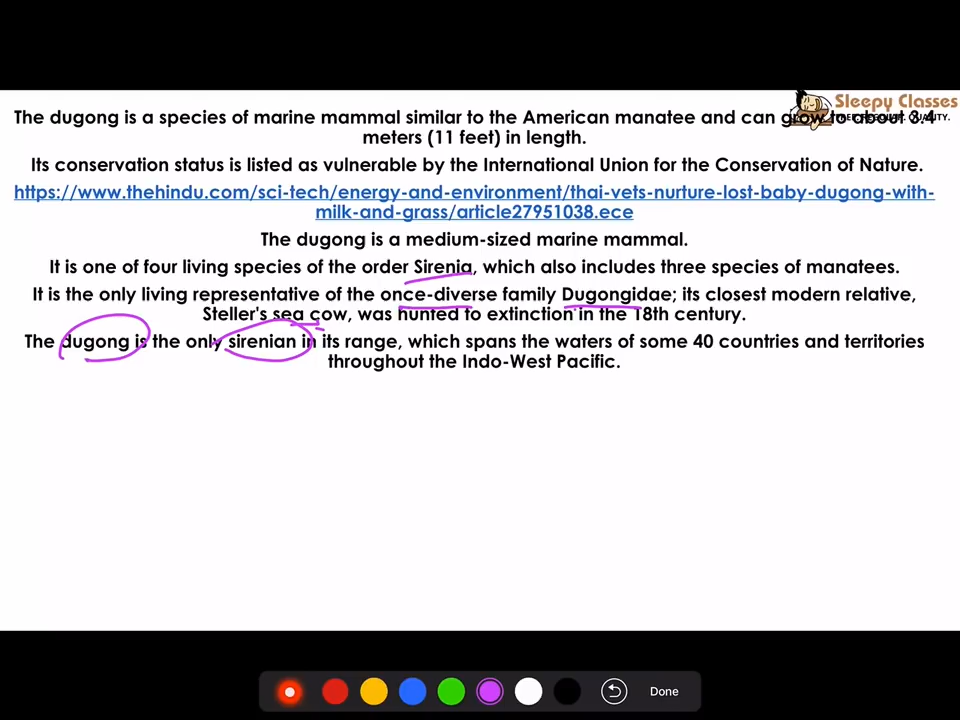 Sleepy Classes
FREE. REGULAR. QUALITY.
The dugong is a species of marine mammal similar to the American manatee and can grow to about 3.4
meters (11 feet) in length.
Its conservation status is listed as vulnerable by the International Union for the Conservation of Nature.
https://www.thehindu.com/sci-tech/energy-and-environment/thai-vets-nurture-lost-baby-dugong-with-
milk-and-grass/article27951038.ece
The dugong is a medium-sized marine mammal.
It is one of four living species of the order Sirenia, which also includes three species of manatees.
It is the only living representative of the once-diverse family Dugongidae; its closest modern relative,
Steller's sea cow, was hunted to extinction in the 18th century.
The dugong is the only sirenian in its range, which spans the waters of some 40 countries and territories
throughout the Indo-West Pacific.
Done